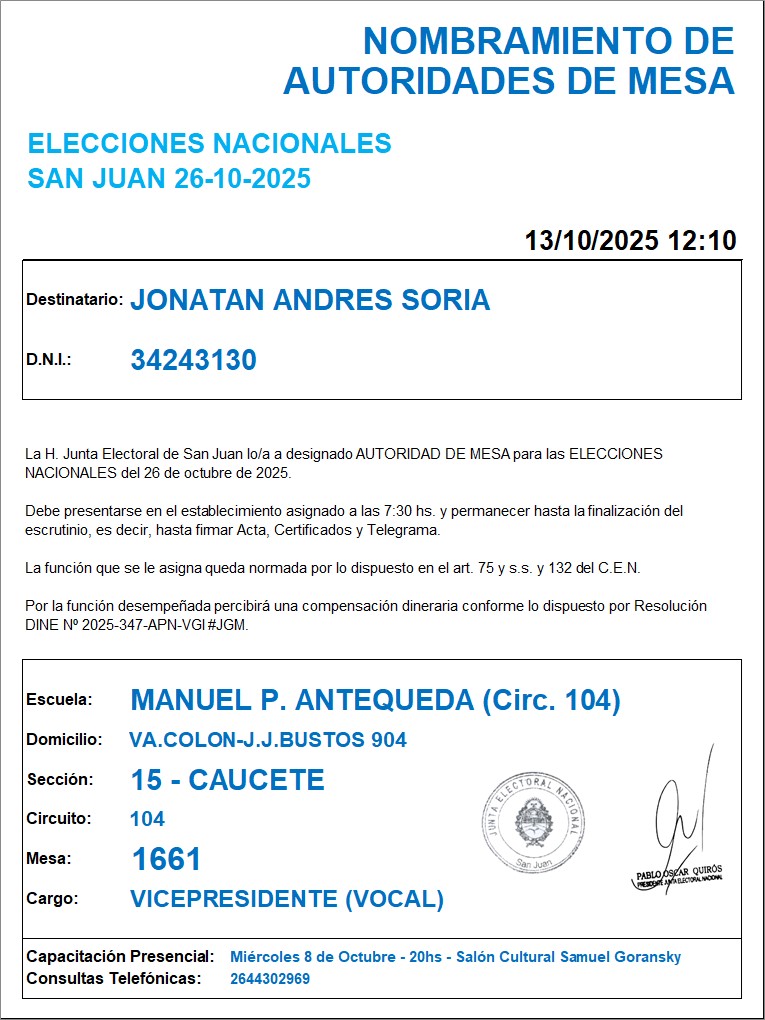 NOMBRAMIENTO DE
AUTORIDADES DE MESA
ELECCIONES NACIONALES
SAN JUAN 26-10-2025
13/10/2025 12:10
Destinatario: JONATAN ANDRES SORIA
D.N.I.: 34243130
La H. Junta Electoral de San Juan lo/a a designado AUTORIDAD DE MESA para las ELECCIONES
NACIONALES del 26 de octubre de 2025.
Debe presentarse en el establecimiento asignado a las 7:30 hs. y permanecer hasta la finalización del
escrutinio, es decir, hasta firmar Acta, Certificados y Telegrama.
La función que se le asigna queda normada por lo dispuesto en el art. 75 y s.s. y 132 del C.E.N.
Por la función desempeñada percibirá una compensación dineraria conforme lo dispuesto por Resolución
DINE Nº 2025-347-APN-VGI#JGM.
Escuela: MANUEL P. ANTEQUEDA (Circ. 104)
Domicilio: VA.COLON-J.J.BUSTOS 904
Sección: 15 - CAUCETE
Circuito: 104
Mesa: 1661
Cargo: VICEPRESIDENTE (VOCAL)
JUNTA ELECTORAL NACIONAL
San Juan
PABLO OSCAR QUIRÓS
PRESIDENTE JUNTA ELECTORAL NACIONAL
Capacitación Presencial: Miércoles 8 de Octubre - 20hs - Salón Cultural Samuel Goransky
Consultas Telefónicas: 2644302969